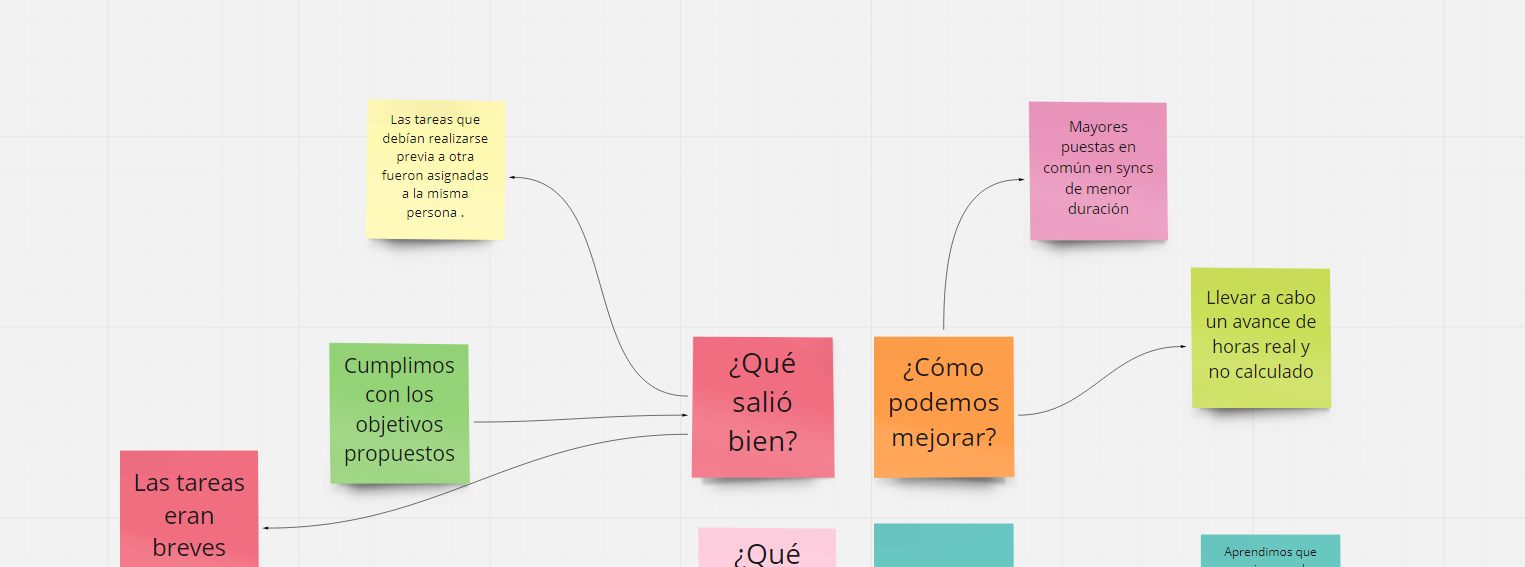 Las tareas que
debían realizarse
previa a otra
fueron asignadas
a la misma
persona .
Mayores
puestas en
común en syncs
de menor
duración
Llevar a cabo
un avance de
horas real y
no calculado
Cumplimos
con los
objetivos
propuestos
¿Qué
salió
bien?
¿Cómo
podemos
mejorar?
Las tareas
eran
breves
¿Qué
Aprendimos que